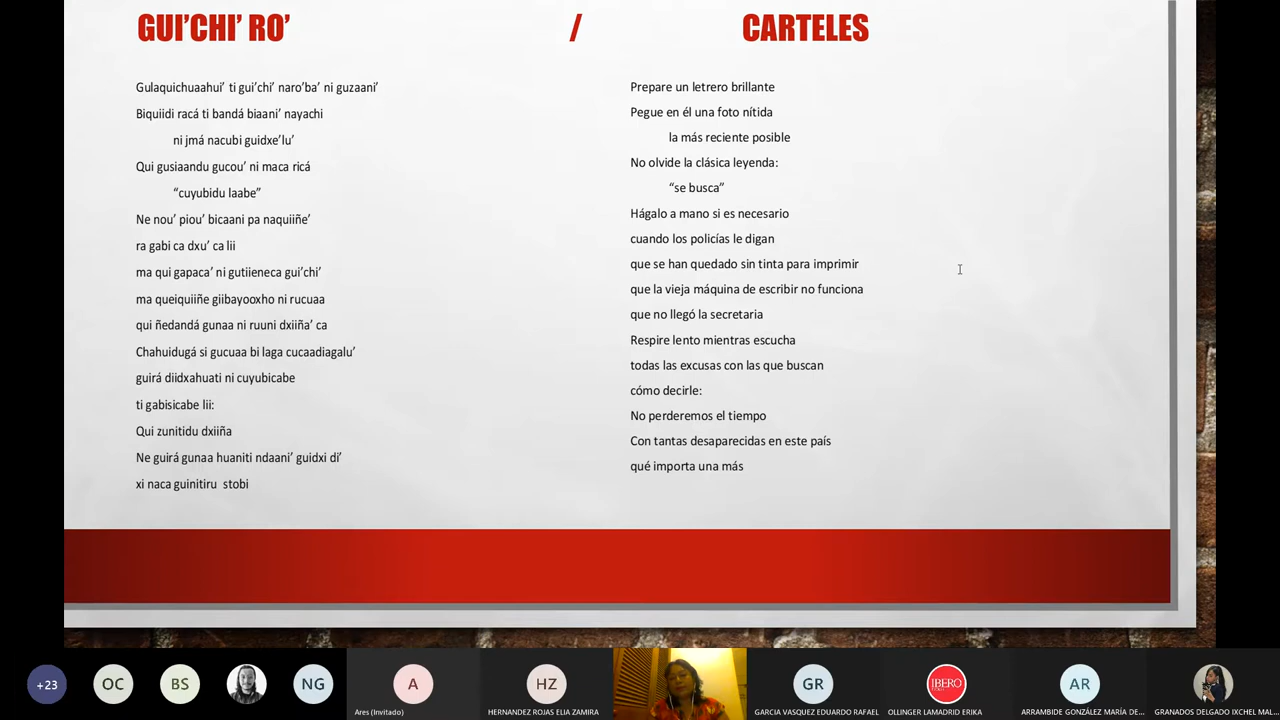 GUI'CHI' RO' / CARTELES
Gulaquichuaahui' ti gui'chi' naro'ba' ni guzaani'
Biquiidi racá ti bandá biaani' nayachi
ni jmá nacubi guidxe'lu'
Qui gusiaandu gucou' ni maca ricá
“cuyubidu laabe”
Ne nou' piou' bicaani pa naquiiñe'
ra gabi ca dxu' ca lii
ma qui gapaca' ni gutiieneca gui'chi'
ma queiquiiñe giibayooxho ni rucuaa
qui ñedandá gunaa ni ruuni dxiiña' ca
Chahuidugá si gucuaa bi laga cucaadiagalu'
guirá diidxahuati ni cuyubicabe
ti gabisicabe lii:
Qui zunitidu dxiiña
Ne guirá gunaa huaniti ndaani' guidxi di'
xi naca guinitiru stobi
Prepare un letrero brillante
Pegue en él una foto nítida
la más reciente posible
No olvide la clásica leyenda:
“se busca”
Hágalo a mano si es necesario
cuando los policías le digan
que se han quedado sin tinta para imprimir
que la vieja máquina de escribir no funciona
que no llegó la secretaria
Respire lento mientras escucha
todas las excusas con las que buscan
cómo decirle:
No perderemos el tiempo
Con tantas desaparecidas en este país
qué importa una más
+23
OC
BS
NG
A
Ares (Invitado)
HZ
HERNANDEZ ROJAS ELIA ZAMIRA
GR
GARCIA VASQUEZ EDUARDO RAFAEL
IBERO
OLLINGER LAMADRID ERIKA
AR
ARRAMBIDE GONZÁLEZ MARÍA DE...
GRANADOS DELGADO IXCHEL MAL...